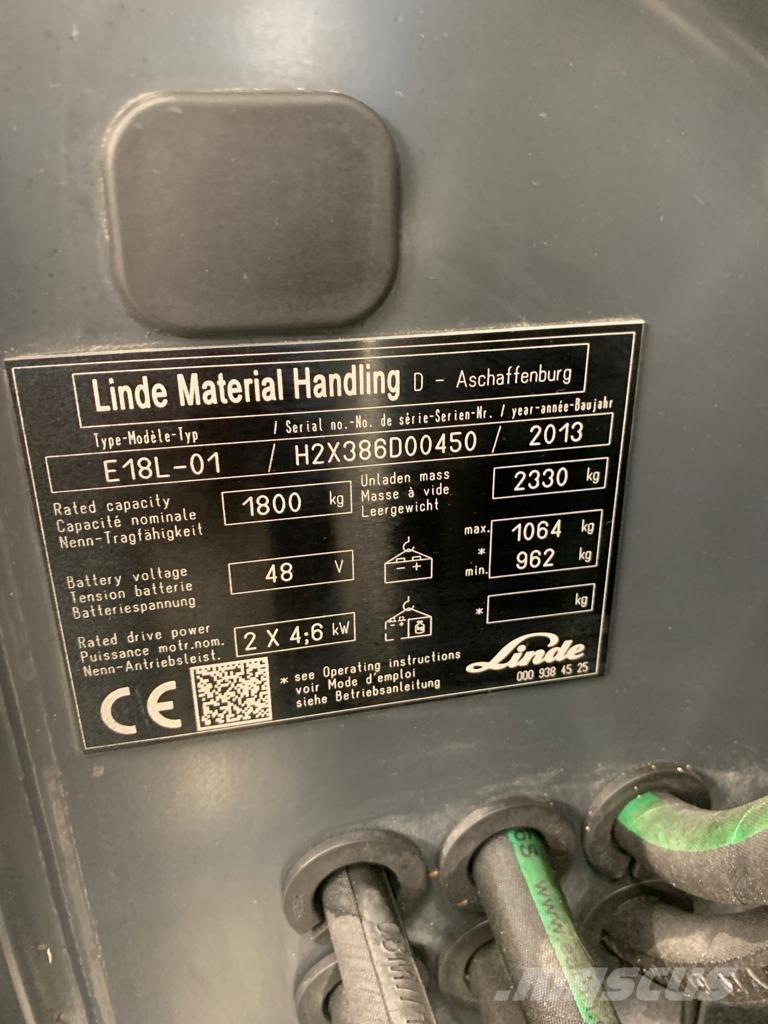 Linde Material Handling D - Aschaffenburg
Type-Modèle-Typ / Serial no.-No. de série-Serien-Nr. / year-année-Baujahr
E18L-01 / H2X386D00450 / 2013
Rated capacity
Capacité nominale
Nenn-Tragfähigkeit
1800 kg
Unladen mass
Masse à vide
Leergewicht
2330 kg
Battery voltage
Tension batterie
Batteriespannung
48 V
- +
max. 1064 kg
*
min. 962 kg
Rated drive power
Puissance motr.nom.
Nenn-Antriebsleist.
2 X 4;6 kW
* kg
CE
* see Operating instructions
voir Mode d'emploi
siehe Betriebsanleitung
Linde
000 938 45 25
65 www.
mascus